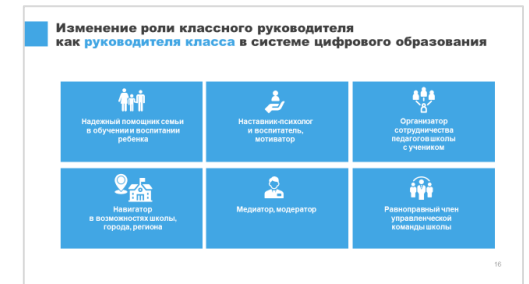 Изменение роли классного руководителя
как руководителя класса в системе цифрового образования
Надежный помощник семьи
в обучении и воспитании
ребенка
Наставник-психолог
и воспитатель,
мотиватор
Организатор
сотрудничества
педагогов школы
с учеником
Навигатор
в возможностях школы,
города, региона
Медиатор, модератор
Равноправный член
управленческой
команды школы
16